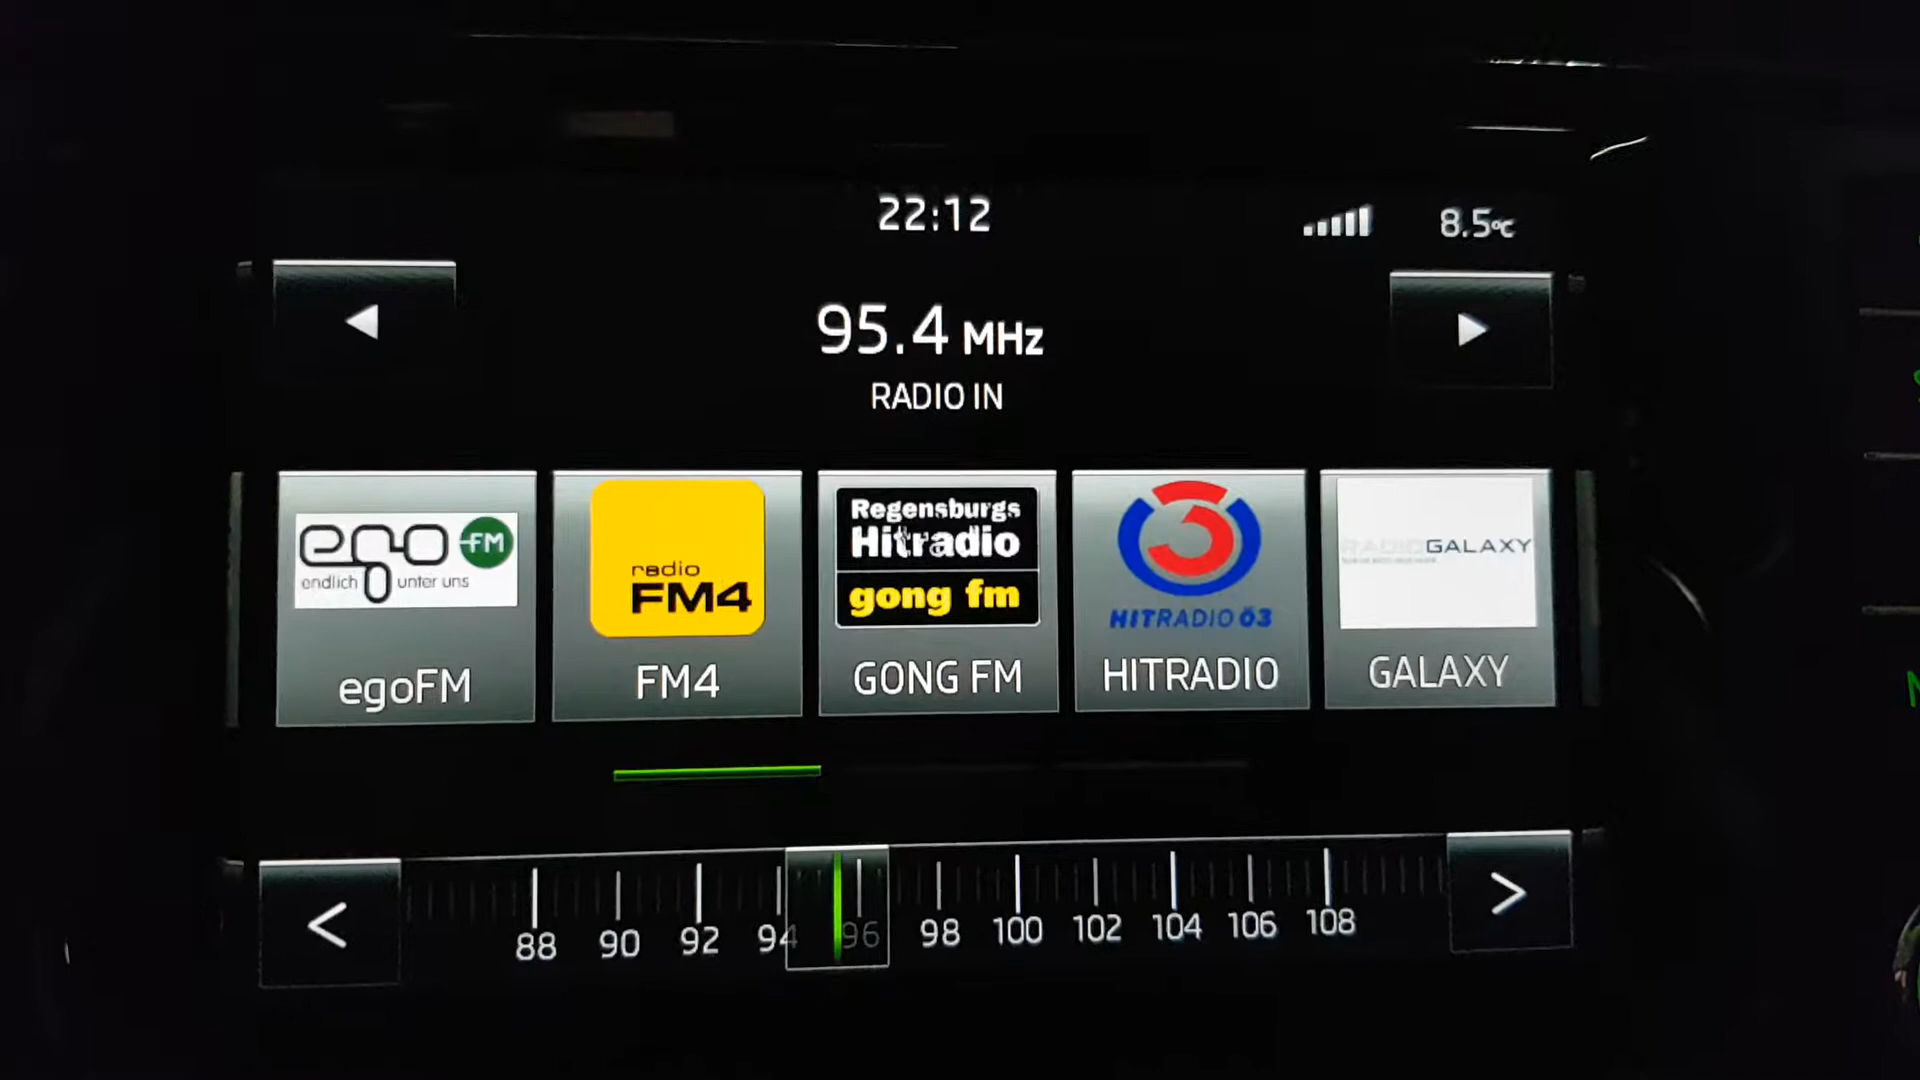 22:12
8.5°C
95.4 MHz
RADIO IN
ego FM
endlich unter uns
egoFM
radio
FM4
FM4
Regensburgs
Hitradio
gong fm
GONG FM
3
HITRADIO Ö3
HITRADIO
RADIO GALAXY
GALAXY
< 88 90 92 94 96 98 100 102 104 106 108 >